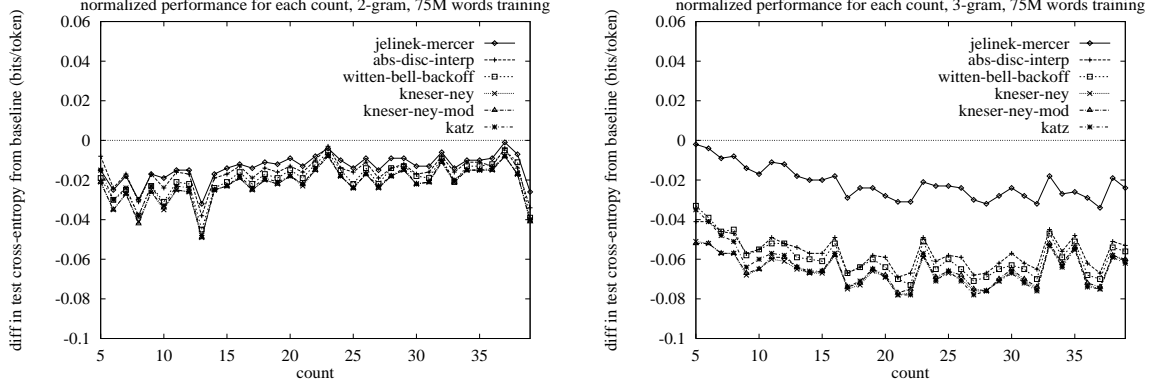 normalized performance for each count, 2-gram, 75M words training
diff in test cross-entropy from baseline (bits/token)
0.06
0.04
0.02
0
-0.02
-0.04
-0.06
-0.08
-0.1
jelinek-mercer
abs-disc-interp
witten-bell-backoff
kneser-ney
kneser-ney-mod
katz
5 10 15 20 25 30 35
count
normalized performance for each count, 3-gram, 75M words training
diff in test cross-entropy from baseline (bits/token)
0.06
0.04
0.02
0
-0.02
-0.04
-0.06
-0.08
-0.1
jelinek-mercer
abs-disc-interp
witten-bell-backoff
kneser-ney
kneser-ney-mod
katz
5 10 15 20 25 30 35
count